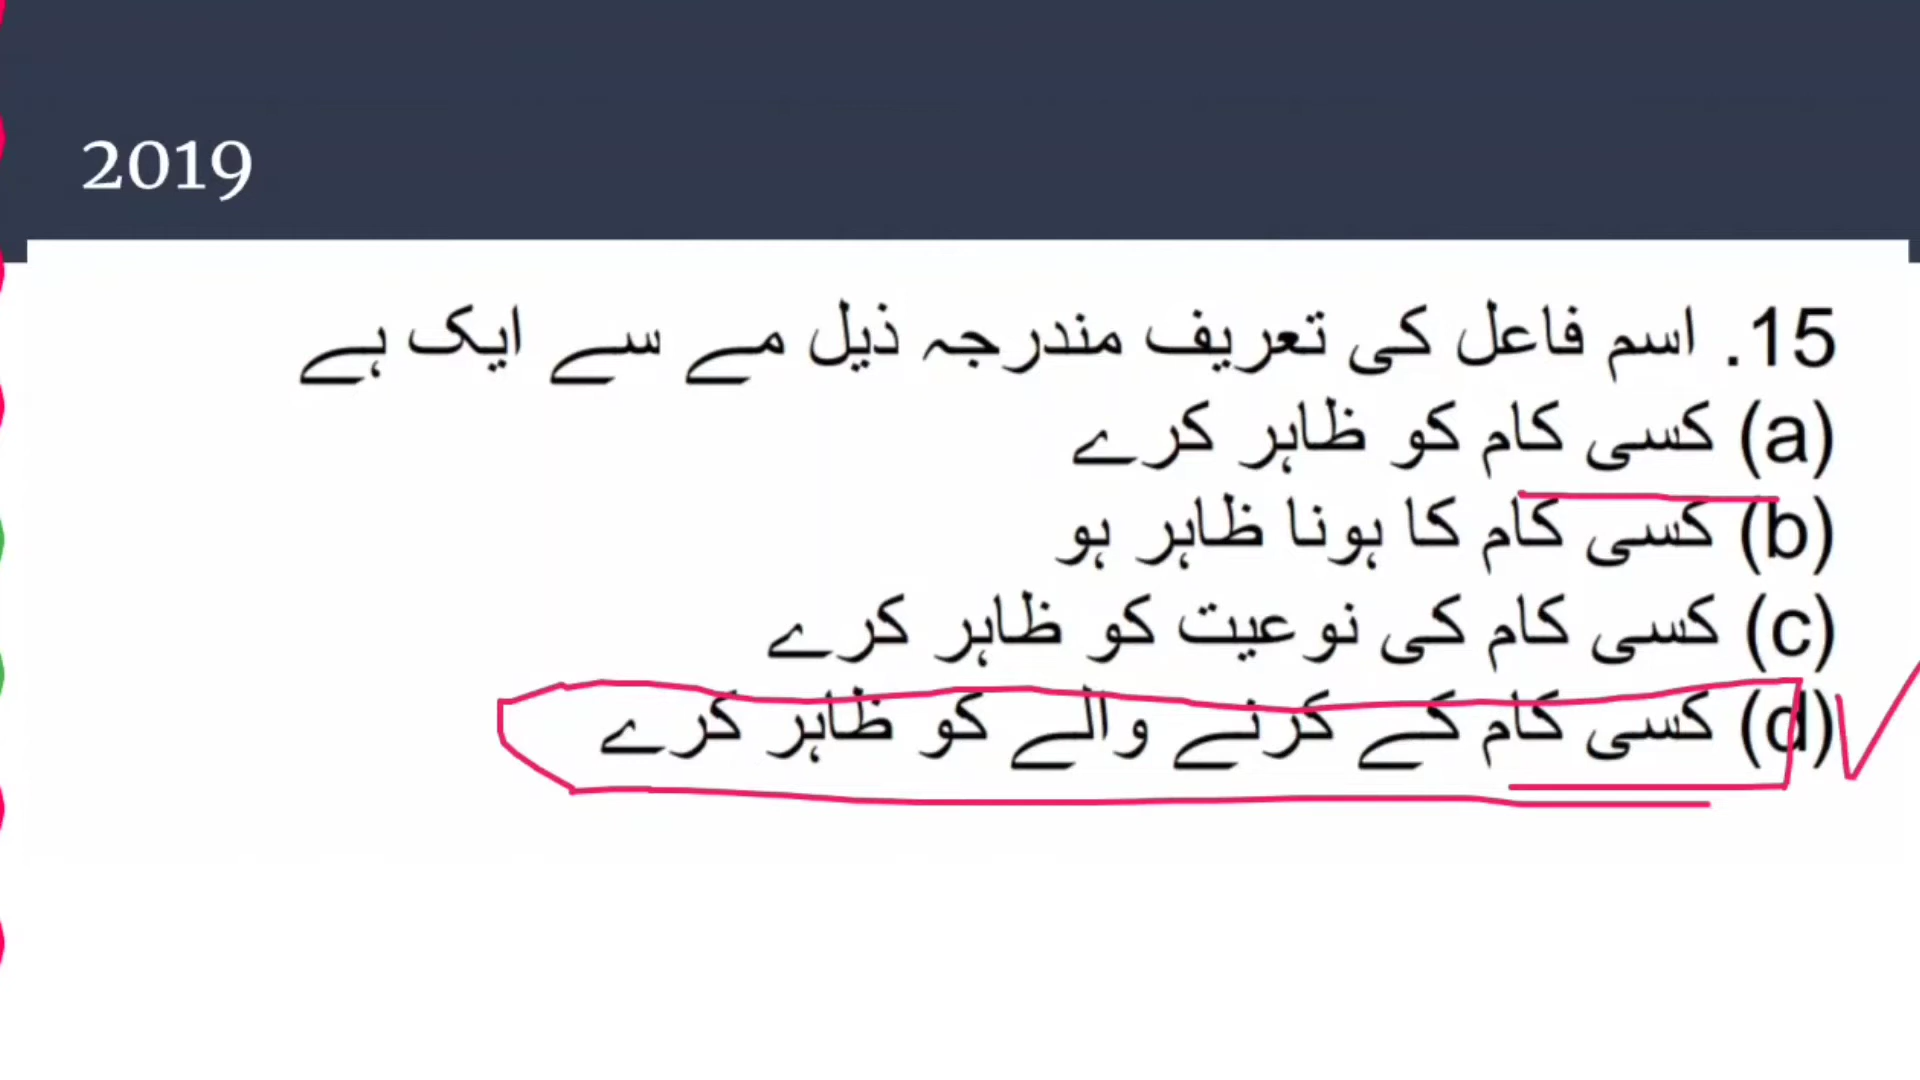 2019
15. اسم فاعل کی تعریف مندرجہ ذیل مے سے ایک ہے
(a) کسی کام کو ظاہر کرے
(b) کسی کام کا ہونا ظاہر ہو
(c) کسی کام کی نوعیت کو ظاہر کرے
(d) کسی کام کے کرنے والے کو ظاہر کرے